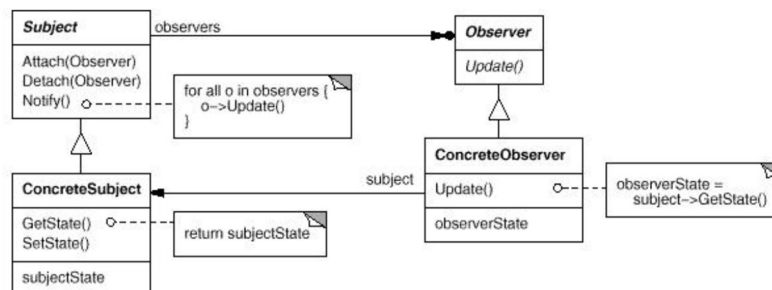 Subject
observers
Observer
Attach(Observer)
Detach(Observer)
Notify()
Update()
for all o in observers {
o->Update()
}
ConcreteSubject
GetState()
SetState()
subjectState
return subjectState
subject
ConcreteObserver
Update()
observerState
observerState =
subject->GetState()